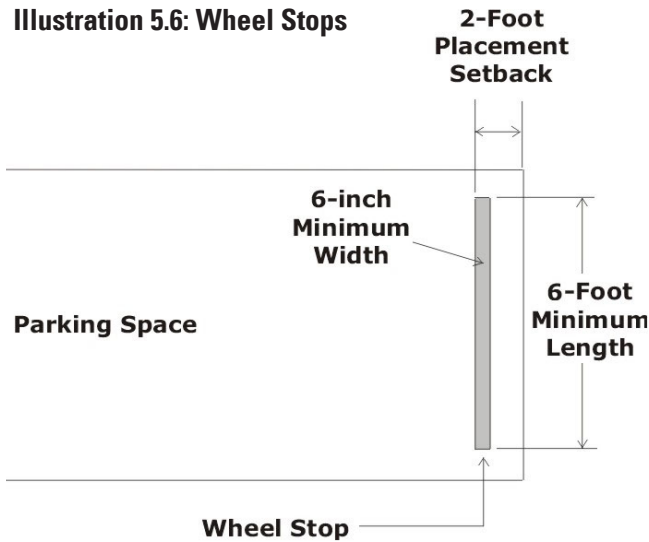 Illustration 5.6: Wheel Stops
2-Foot
Placement
Setback
6-inch
Minimum
Width
6-Foot
Minimum
Length
Parking Space
Wheel Stop